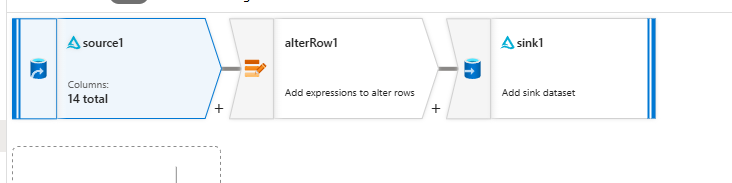 source1
Columns:
14 total
+
alterRow1
Add expressions to alter rows
+
sink1
Add sink dataset